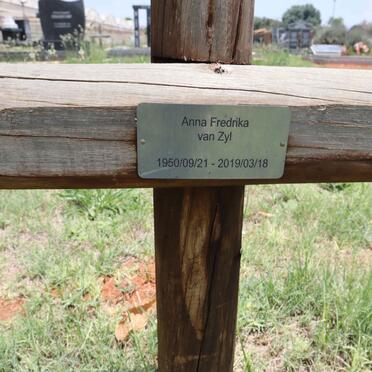 Anna Fredrika
van Zyl
1950/09/21 - 2019/03/18